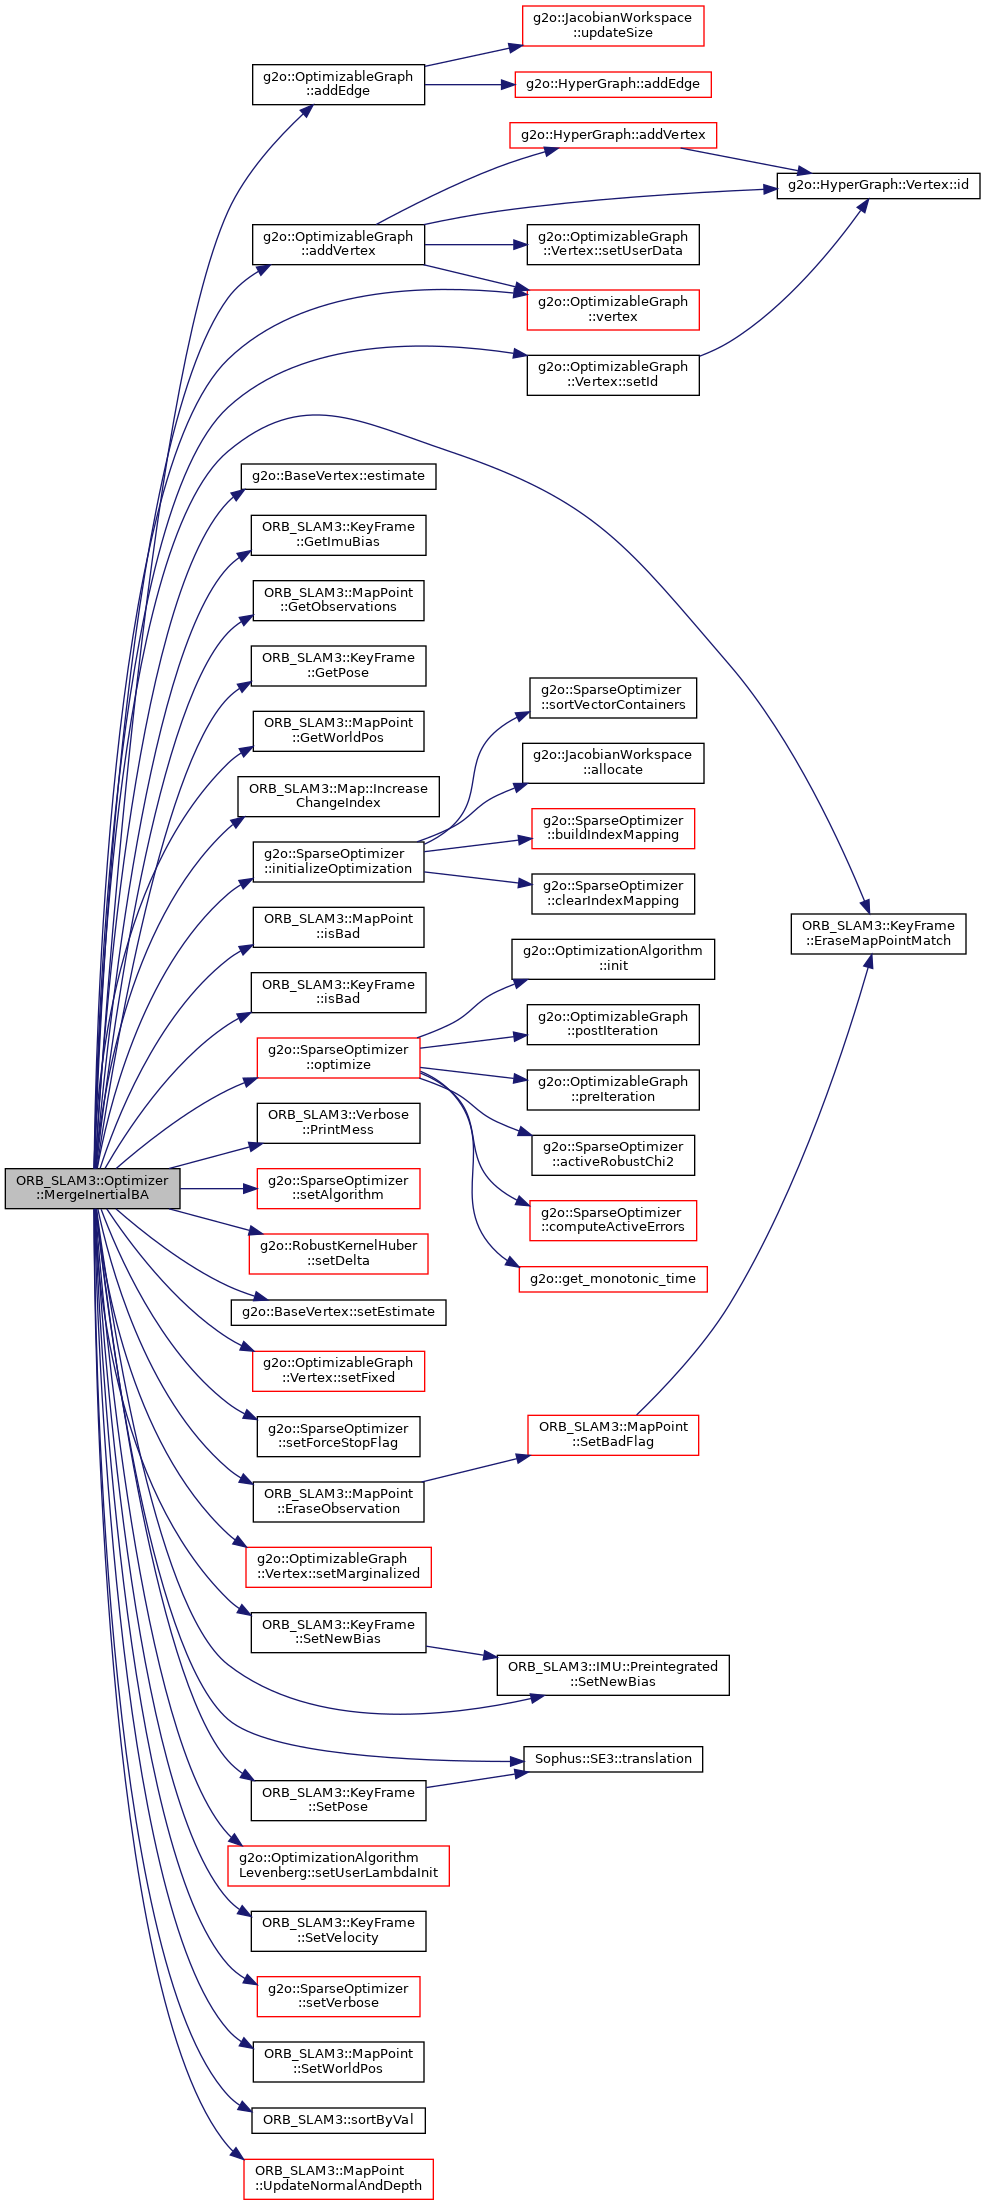 g2o::JacobianWorkspace
::updateSize
g2o::OptimizableGraph
::addEdge
g2o::HyperGraph::addEdge
g2o::HyperGraph::addVertex
g2o::HyperGraph::Vertex::id
g2o::OptimizableGraph
::addVertex
g2o::OptimizableGraph
::Vertex::setUserData
g2o::OptimizableGraph
::vertex
g2o::OptimizableGraph
::Vertex::setId
g2o::BaseVertex::estimate
ORB_SLAM3::KeyFrame
::GetImuBias
ORB_SLAM3::MapPoint
::GetObservations
ORB_SLAM3::KeyFrame
::GetPose
g2o::SparseOptimizer
::sortVectorContainers
ORB_SLAM3::MapPoint
::GetWorldPos
g2o::JacobianWorkspace
::allocate
ORB_SLAM3::Map::Increase
ChangeIndex
g2o::SparseOptimizer
::buildIndexMapping
g2o::SparseOptimizer
::initializeOptimization
g2o::SparseOptimizer
::clearIndexMapping
ORB_SLAM3::MapPoint
::isBad
ORB_SLAM3::KeyFrame
::EraseMapPointMatch
g2o::OptimizationAlgorithm
::init
ORB_SLAM3::KeyFrame
::isBad
g2o::OptimizableGraph
::postIteration
g2o::SparseOptimizer
::optimize
g2o::OptimizableGraph
::preIteration
ORB_SLAM3::Verbose
::PrintMess
g2o::SparseOptimizer
::activeRobustChi2
ORB_SLAM3::Optimizer
::MergeInertialBA
g2o::SparseOptimizer
::setAlgorithm
g2o::SparseOptimizer
::computeActiveErrors
g2o::RobustKernelHuber
::setDelta
g2o::get_monotonic_time
g2o::BaseVertex::setEstimate
g2o::OptimizableGraph
::Vertex::setFixed
g2o::SparseOptimizer
::setForceStopFlag
ORB_SLAM3::MapPoint
::SetBadFlag
ORB_SLAM3::MapPoint
::EraseObservation
g2o::OptimizableGraph
::Vertex::setMarginalized
ORB_SLAM3::KeyFrame
::SetNewBias
ORB_SLAM3::IMU::Preintegrated
::SetNewBias
Sophus::SE3::translation
ORB_SLAM3::KeyFrame
::SetPose
g2o::OptimizationAlgorithm
Levenberg::setUserLambdaInit
ORB_SLAM3::KeyFrame
::SetVelocity
g2o::SparseOptimizer
::setVerbose
ORB_SLAM3::MapPoint
::SetWorldPos
ORB_SLAM3::sortByVal
ORB_SLAM3::MapPoint
::UpdateNormalAndDepth